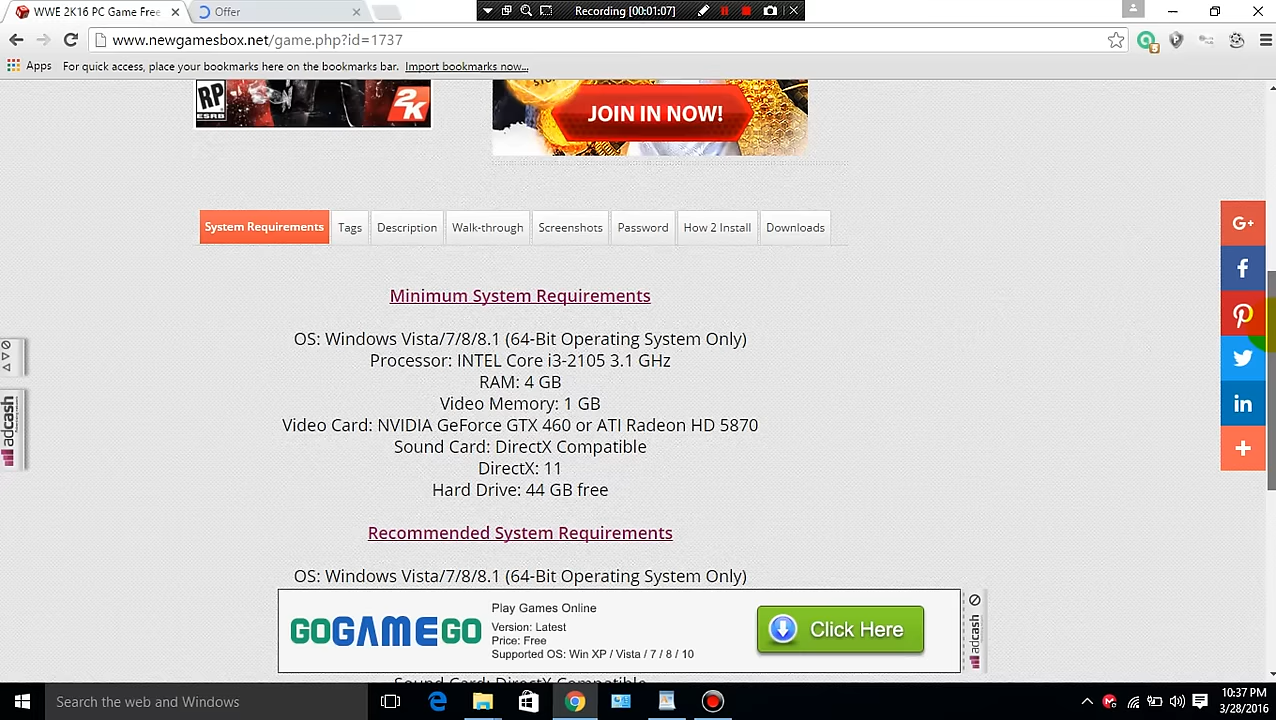 WWE 2K16 PC Game Free
Offer
Recording [00:01:07]
www.newgamesbox.net/game.php?id=1737
Apps
For quick access, place your bookmarks here on the bookmarks bar. Import bookmarks now...
RP
ESRB
2K
JOIN IN NOW!
System Requirements
Tags
Description
Walk-through
Screenshots
Password
How 2 Install
Downloads
Minimum System Requirements
OS: Windows Vista/7/8/8.1 (64-Bit Operating System Only)
Processor: INTEL Core i3-2105 3.1 GHz
RAM: 4 GB
Video Memory: 1 GB
Video Card: NVIDIA GeForce GTX 460 or ATI Radeon HD 5870
Sound Card: DirectX Compatible
DirectX: 11
Hard Drive: 44 GB free
Recommended System Requirements
OS: Windows Vista/7/8/8.1 (64-Bit Operating System Only)
GOGAMEGO
Play Games Online
Version: Latest
Price: Free
Supported OS: Win XP / Vista / 7 / 8 / 10
Click Here
adcash
adcash
Sound Card: DirectX Compatible
G+
f
in
Search the web and Windows
10:37 PM
3/28/2016